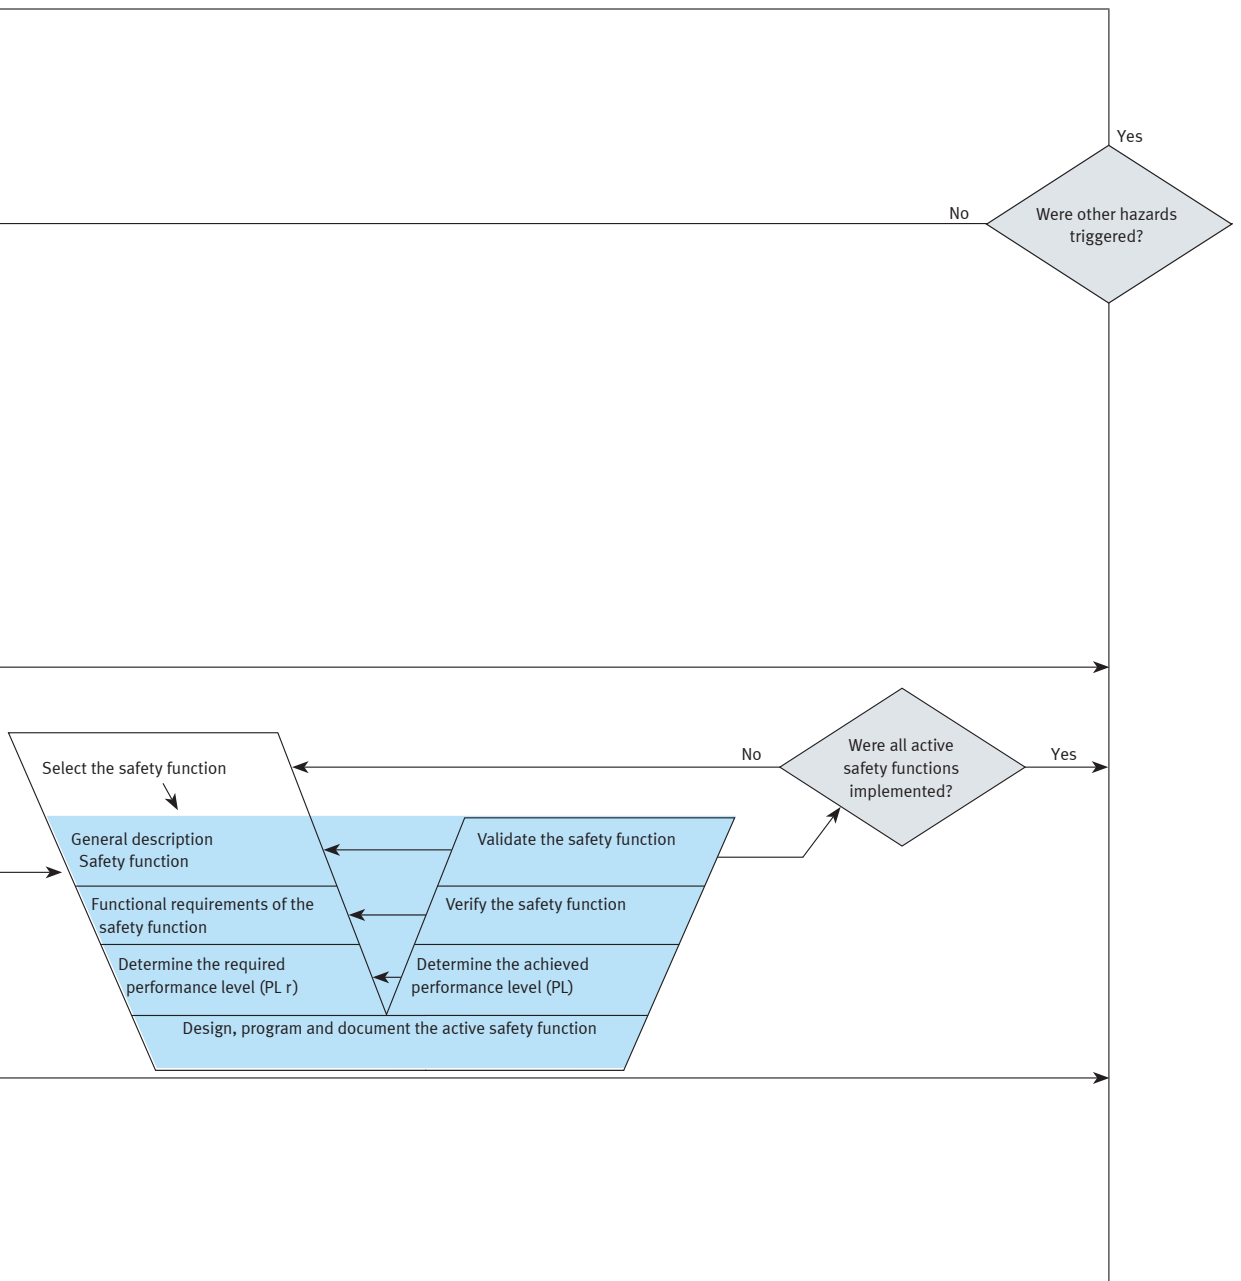 Yes
No
Were other hazards
triggered?
Select the safety function
No
Were all active
safety functions
implemented?
Yes
General description
Safety function
Validate the safety function
Functional requirements of the
safety function
Verify the safety function
Determine the required
performance level (PL r)
Determine the achieved
performance level (PL)
Design, program and document the active safety function